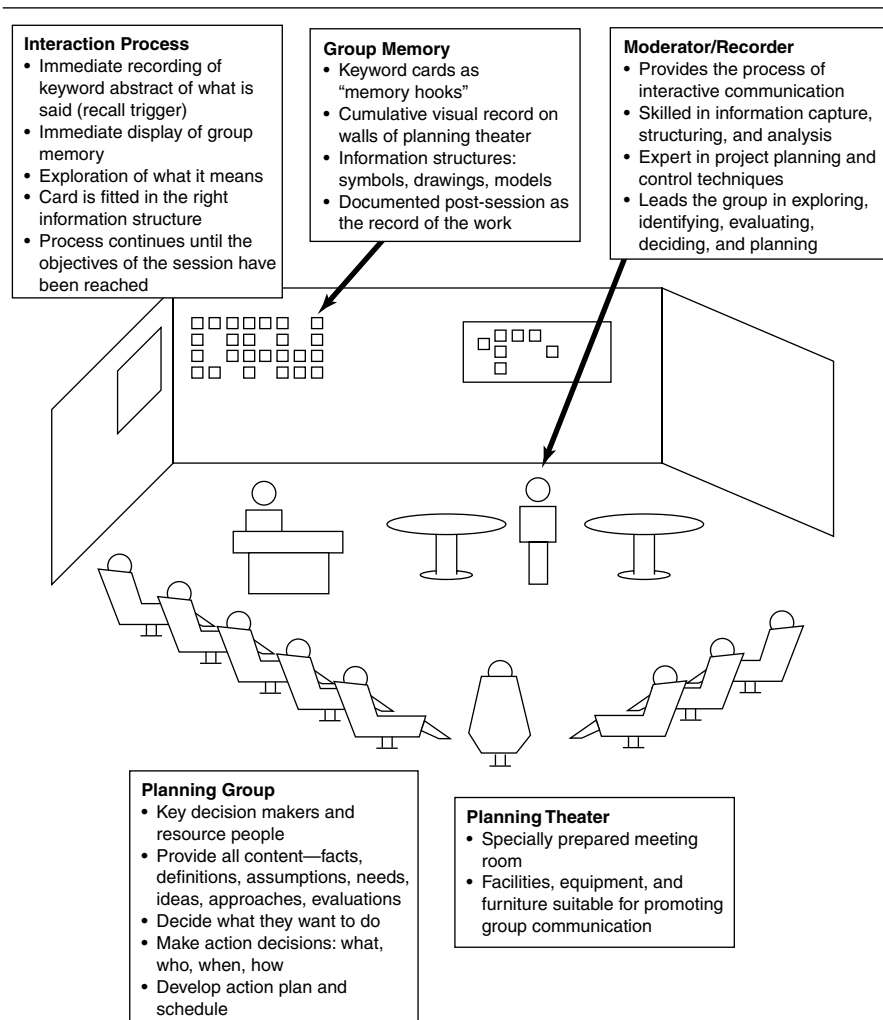 Interaction Process
• Immediate recording of
keyword abstract of what is
said (recall trigger)
• Immediate display of group
memory
• Exploration of what it means
• Card is fitted in the right
information structure
• Process continues until the
objectives of the session have
been reached
Group Memory
• Keyword cards as
“memory hooks”
• Cumulative visual record on
walls of planning theater
• Information structures:
symbols, drawings, models
• Documented post-session as
the record of the work
Moderator/Recorder
• Provides the process of
interactive communication
• Skilled in information capture,
structuring, and analysis
• Expert in project planning and
control techniques
• Leads the group in exploring,
identifying, evaluating,
deciding, and planning
Planning Group
• Key decision makers and
resource people
• Provide all content—facts,
definitions, assumptions, needs,
ideas, approaches, evaluations
• Decide what they want to do
• Make action decisions: what,
who, when, how
• Develop action plan and
schedule
Planning Theater
• Specially prepared meeting
room
• Facilities, equipment, and
furniture suitable for promoting
group communication